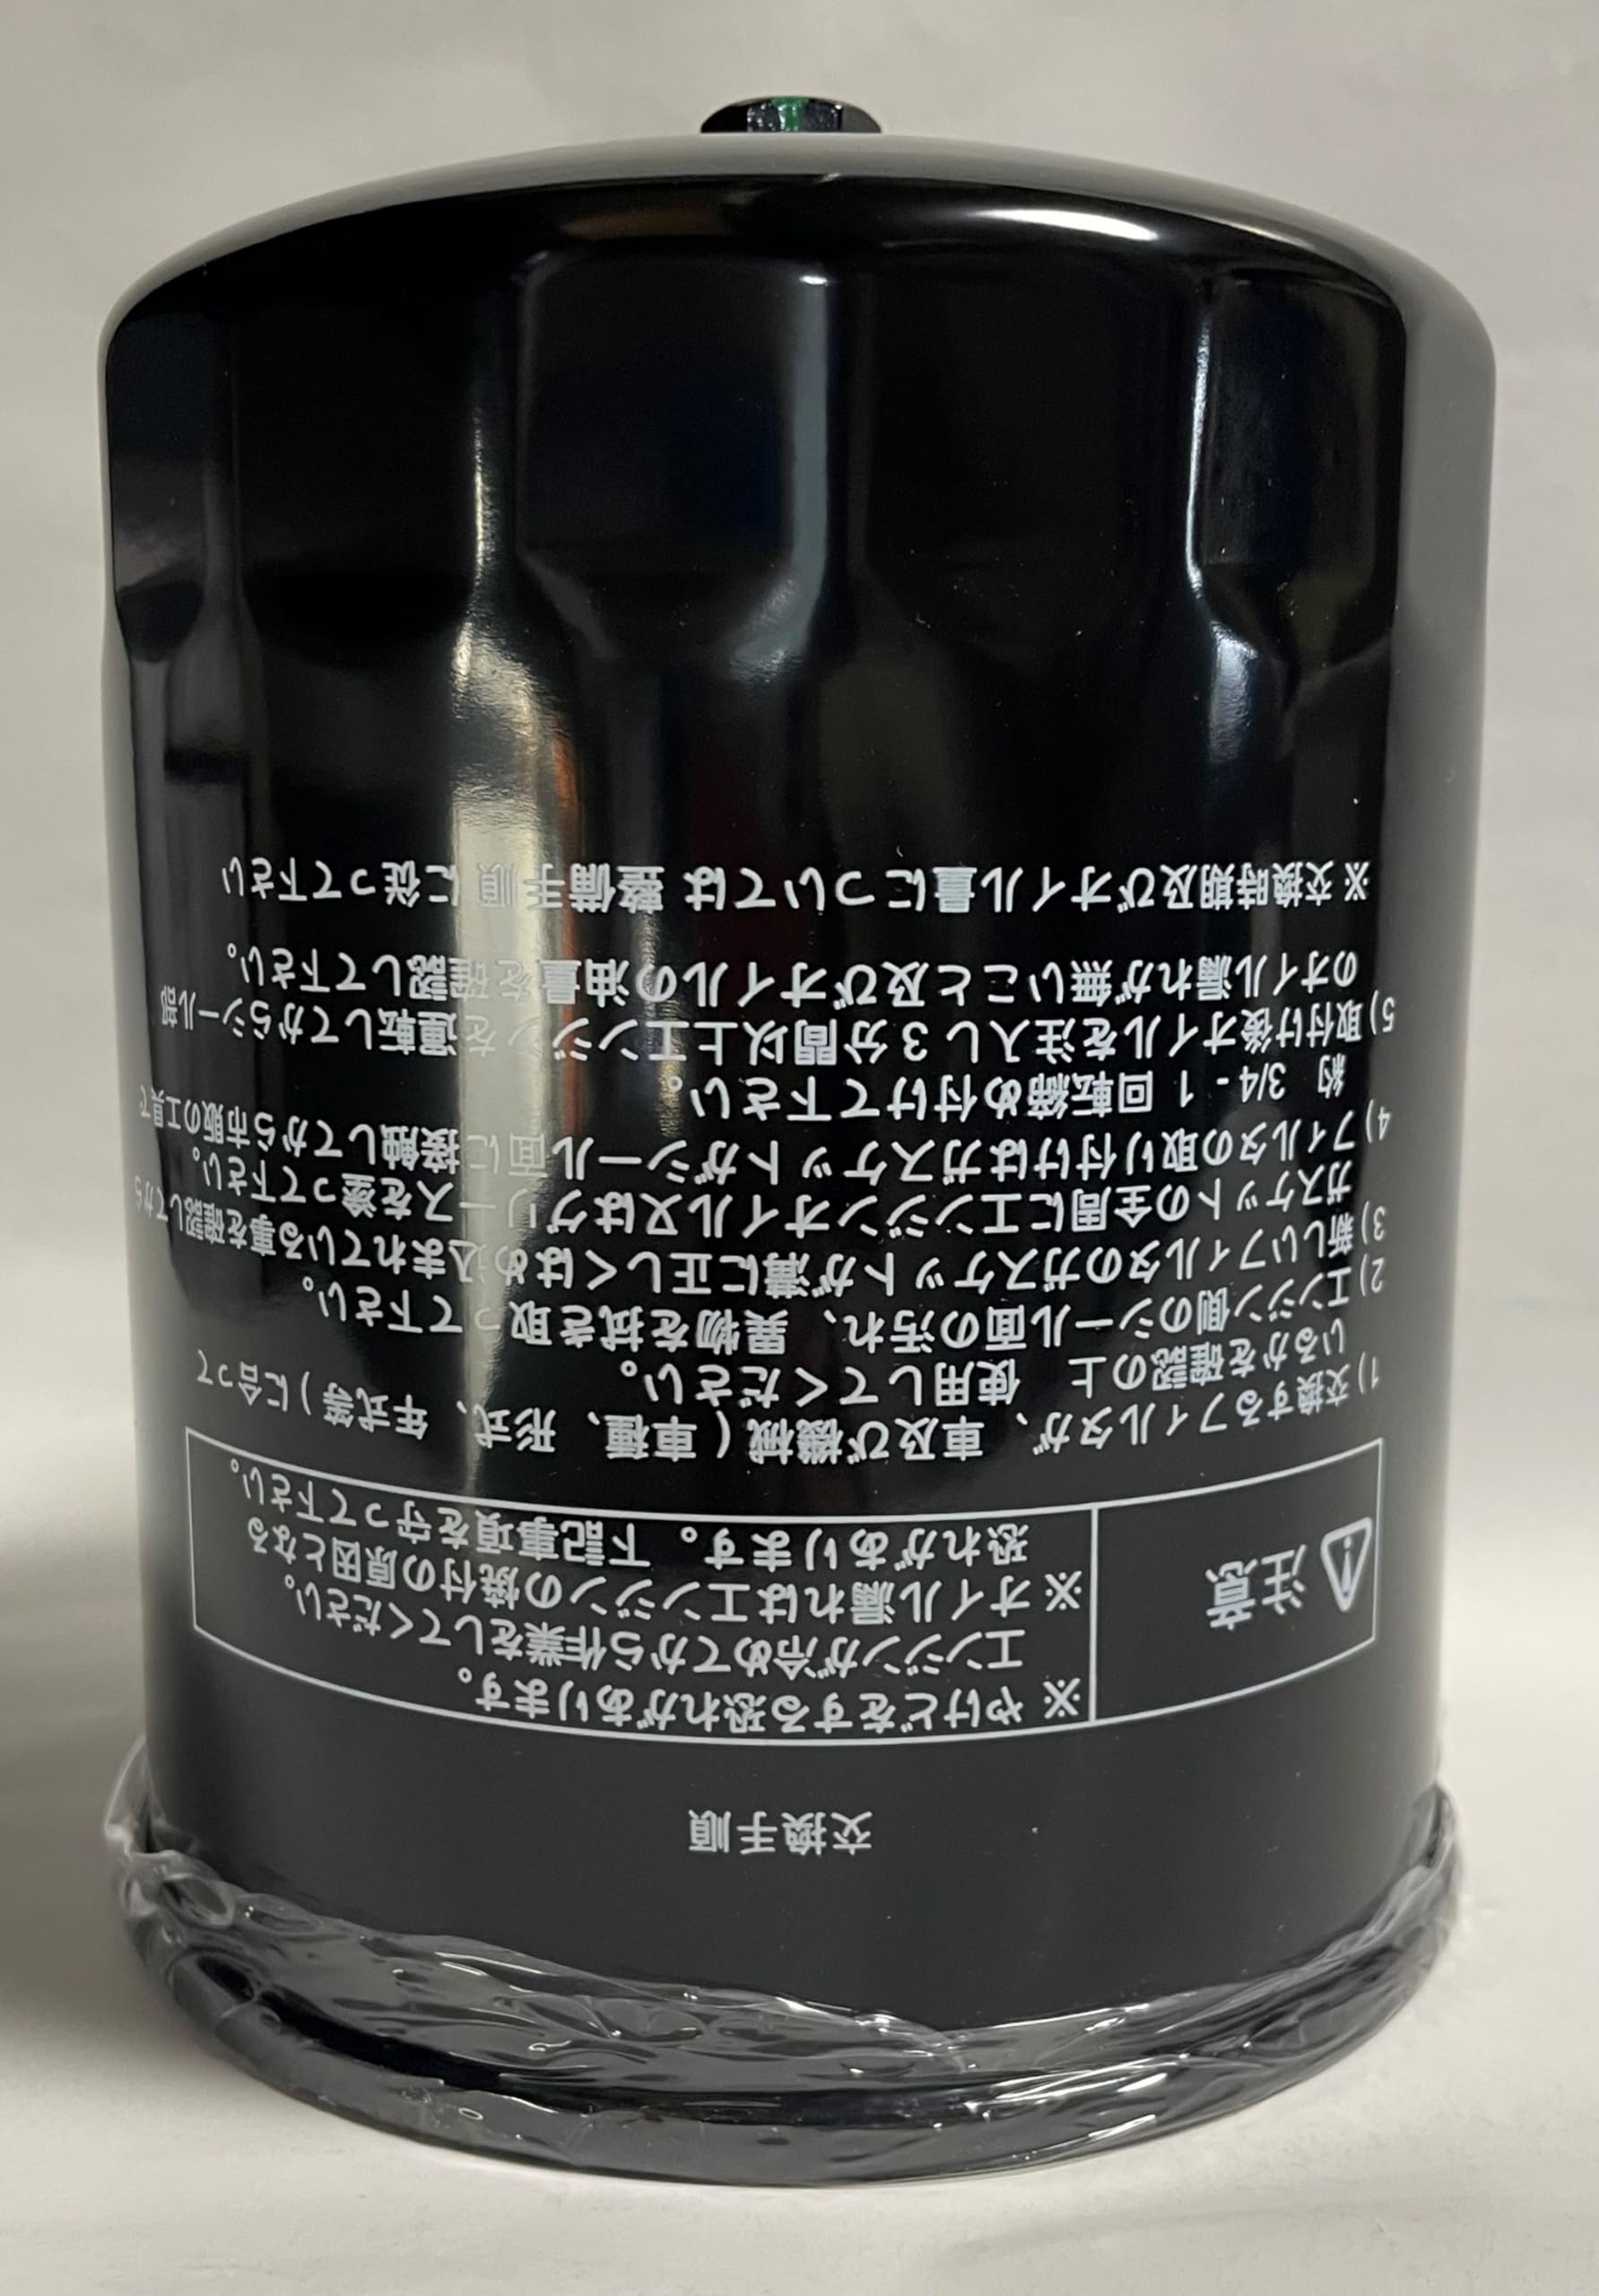 交換手順
⚠ 注意
※ やけどをする恐れがあります。
エンジンが冷めてから作業をしてください。
※ オイル漏れはエンジンの焼付の原因となる
恐れがあります。 下記事項を守って下さい。
1) 交換するフィルタが、車及び機械(車種、形式、年式等)に合って
いるかを確認の上 使用してください。
2) エンジン側のシール面の汚れ、異物を拭き取って下さい。
3) 新しいフィルタのガスケットが溝に正しくはめ込まれている事を確認してから
ガスケットの全周にエンジンオイル又はグリースを塗って下さい。
4) フィルタの取り付けはガスケットがシール面に接触してから市販の工具で
約 3/4 - 1 回転締め付けて下さい。
5) 取付け後オイルを注入し3分間以上エンジンを運転してからシール部
のオイル漏れが無いこと及びオイルの油量を確認して下さい。
※ 交換時期及びオイル量については 整備手順 に従って下さい